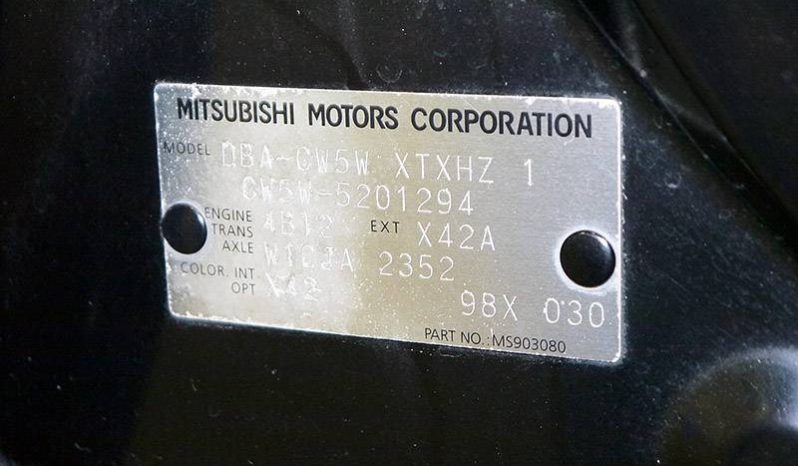 MITSUBISHI MOTORS CORPORATION
MODEL DBA-CW5W XTXHZ 1
CW5W-5201294
ENGINE 4B12 EXT X42A
TRANS
AXLE W1CJA 2352
COLOR. INT
OPT 42 98X 030
PART NO.:MS903080